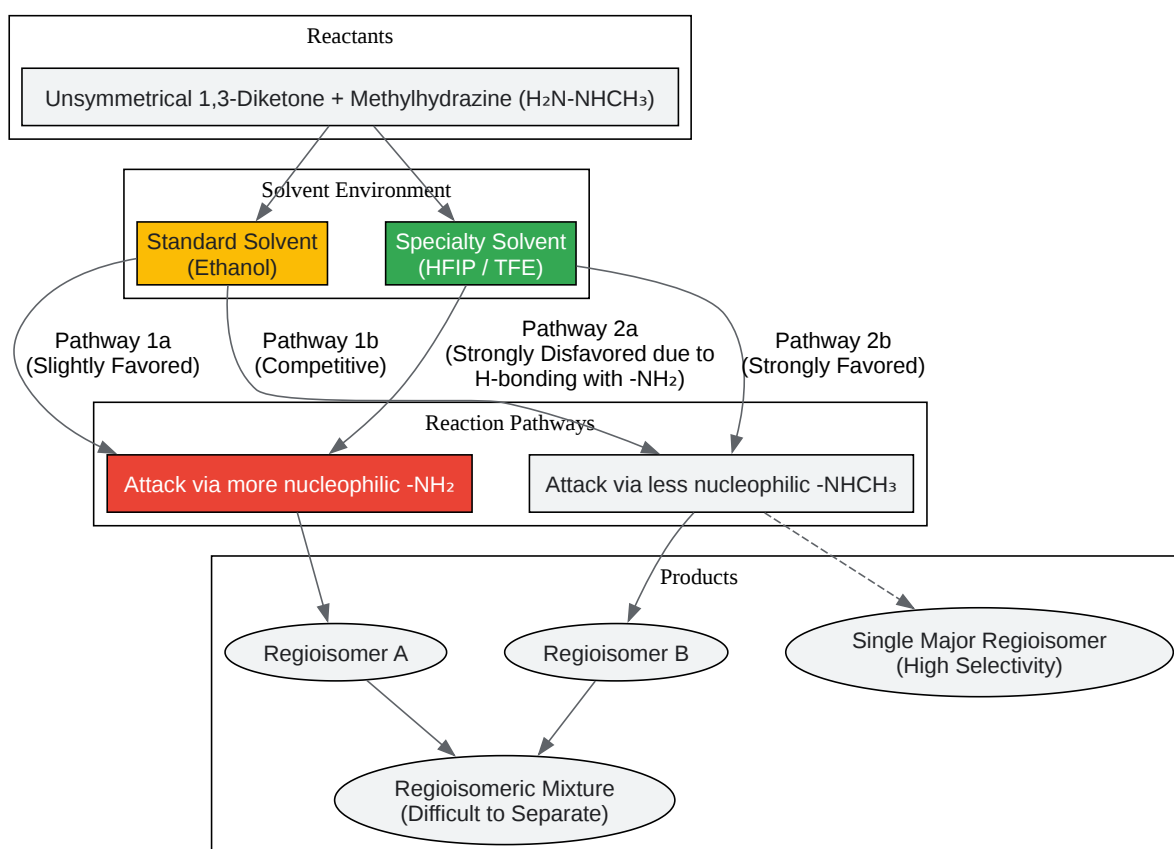 Reactants
Unsymmetrical 1,3-Diketone + Methylhydrazine (H₂N-NHCH₃)
Solvent Environment
Standard Solvent
(Ethanol)
Specialty Solvent
(HFIP / TFE)
Pathway 1a
(Slightly Favored)
Pathway 1b
(Competitive)
Pathway 2a
(Strongly Disfavored due to
H-bonding with -NH₂)
Pathway 2b
(Strongly Favored)
Reaction Pathways
Attack via more nucleophilic -NH₂
Attack via less nucleophilic -NHCH₃
Products
Regioisomer A
Regioisomer B
Single Major Regioisomer
(High Selectivity)
Regioisomeric Mixture
(Difficult to Separate)